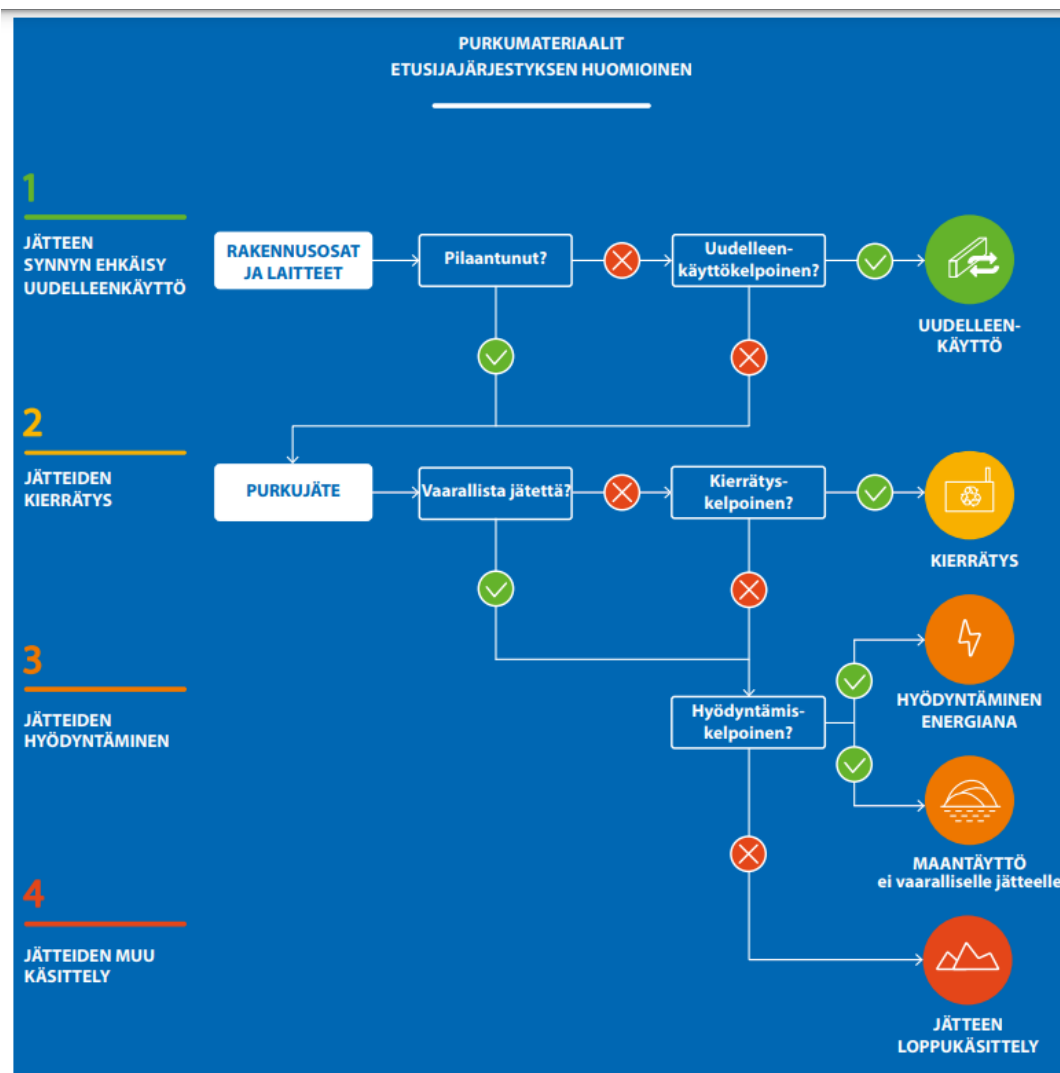 PURKUMATERIAALIT
ETUSIJAJÄRJESTYKSEN HUOMIOINEN
1
JÄTTEEN
SYNNYN EHKÄISY
UUDELLEENKÄYTTÖ
RAKENNUSOSAT
JA LAITTEET
Pilaantunut?
Uudelleen-
käyttökelpoinen?
UUDELLEEN-
KÄYTTÖ
2
JÄTTEIDEN
KIERRÄTYS
PURKUJÄTE
Vaarallista jätettä?
Kierrätys-
kelpoinen?
KIERRÄTYS
3
JÄTTEIDEN
HYÖDYNTÄMINEN
Hyödyntämis-
kelpoinen?
HYÖDYNTÄMINEN
ENERGIANA
MAANTÄYTTÖ
ei vaaralliselle jätteelle
4
JÄTTEIDEN MUU
KÄSITTELY
JÄTTEEN
LOPPUKÄSITTELY